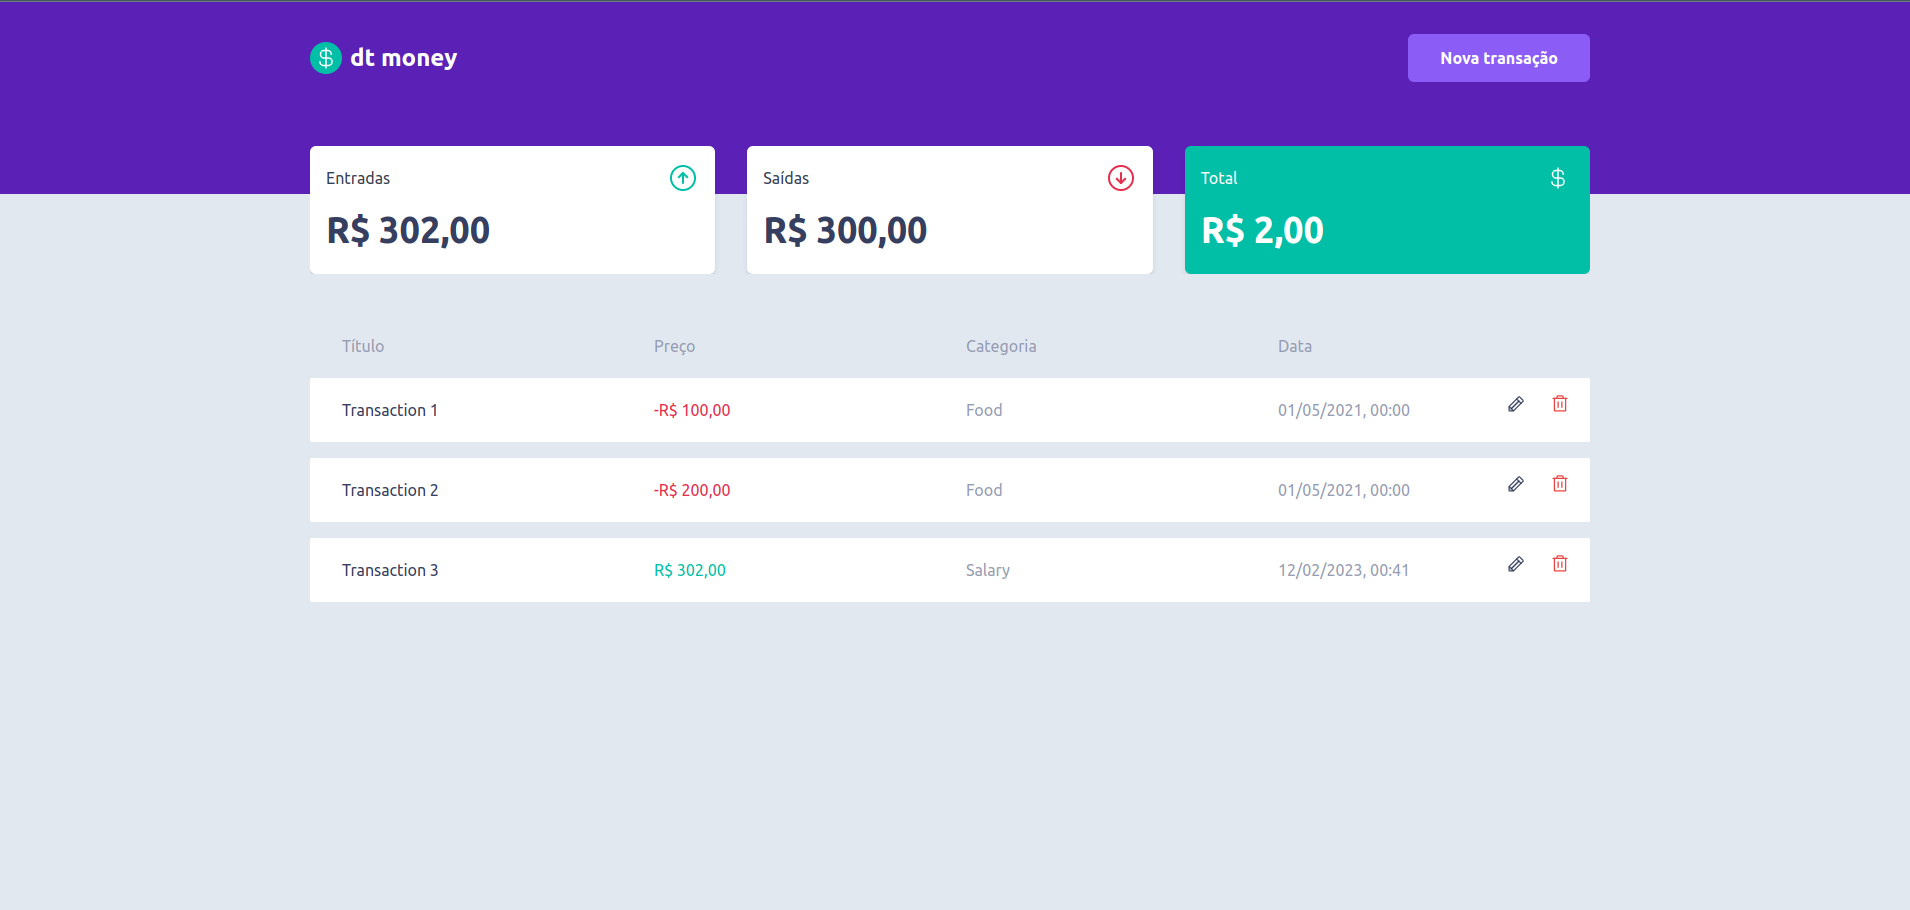 $ dt money
Nova transação
Entradas
R$ 302,00
Saídas
R$ 300,00
Total $
R$ 2,00
Título Preço Categoria Data
Transaction 1 -R$ 100,00 Food 01/05/2021, 00:00
Transaction 2 -R$ 200,00 Food 01/05/2021, 00:00
Transaction 3 R$ 302,00 Salary 12/02/2023, 00:41